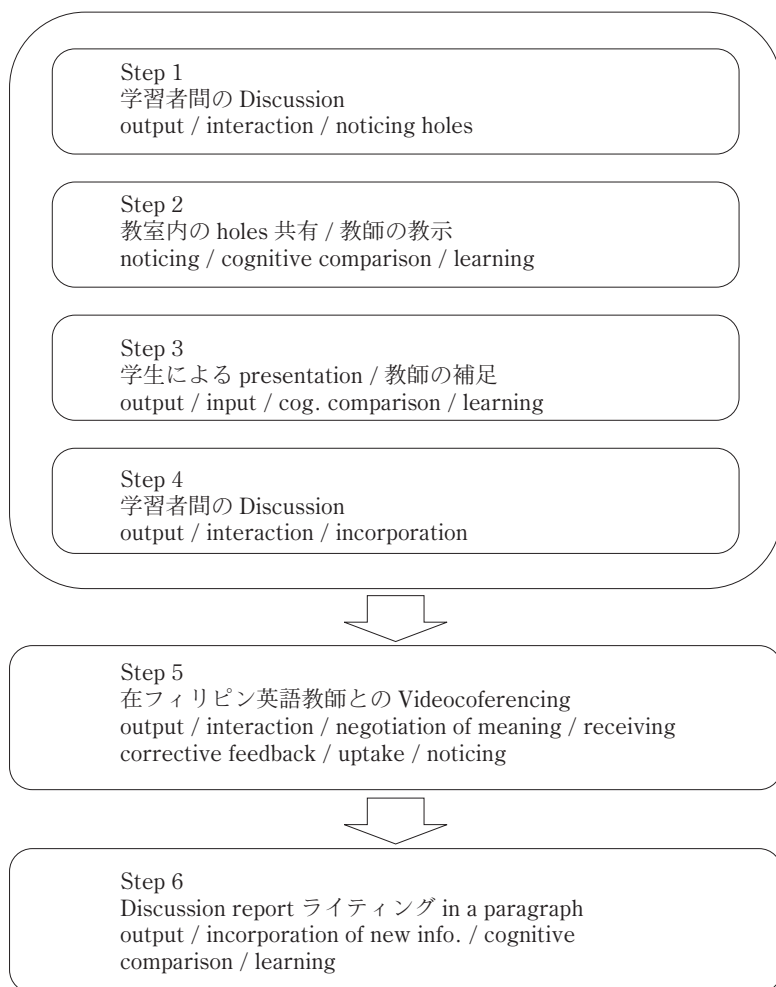 Step 1
学習者間の Discussion
output / interaction / noticing holes
Step 2
教室内の holes 共有 / 教師の教示
noticing / cognitive comparison / learning
Step 3
学生による presentation / 教師の補足
output / input / cog. comparison / learning
Step 4
学習者間の Discussion
output / interaction / incorporation
Step 5
在フィリピン英語教師との Videocoferencing
output / interaction / negotiation of meaning / receiving
corrective feedback / uptake / noticing
Step 6
Discussion report ライティング in a paragraph
output / incorporation of new info. / cognitive
comparison / learning